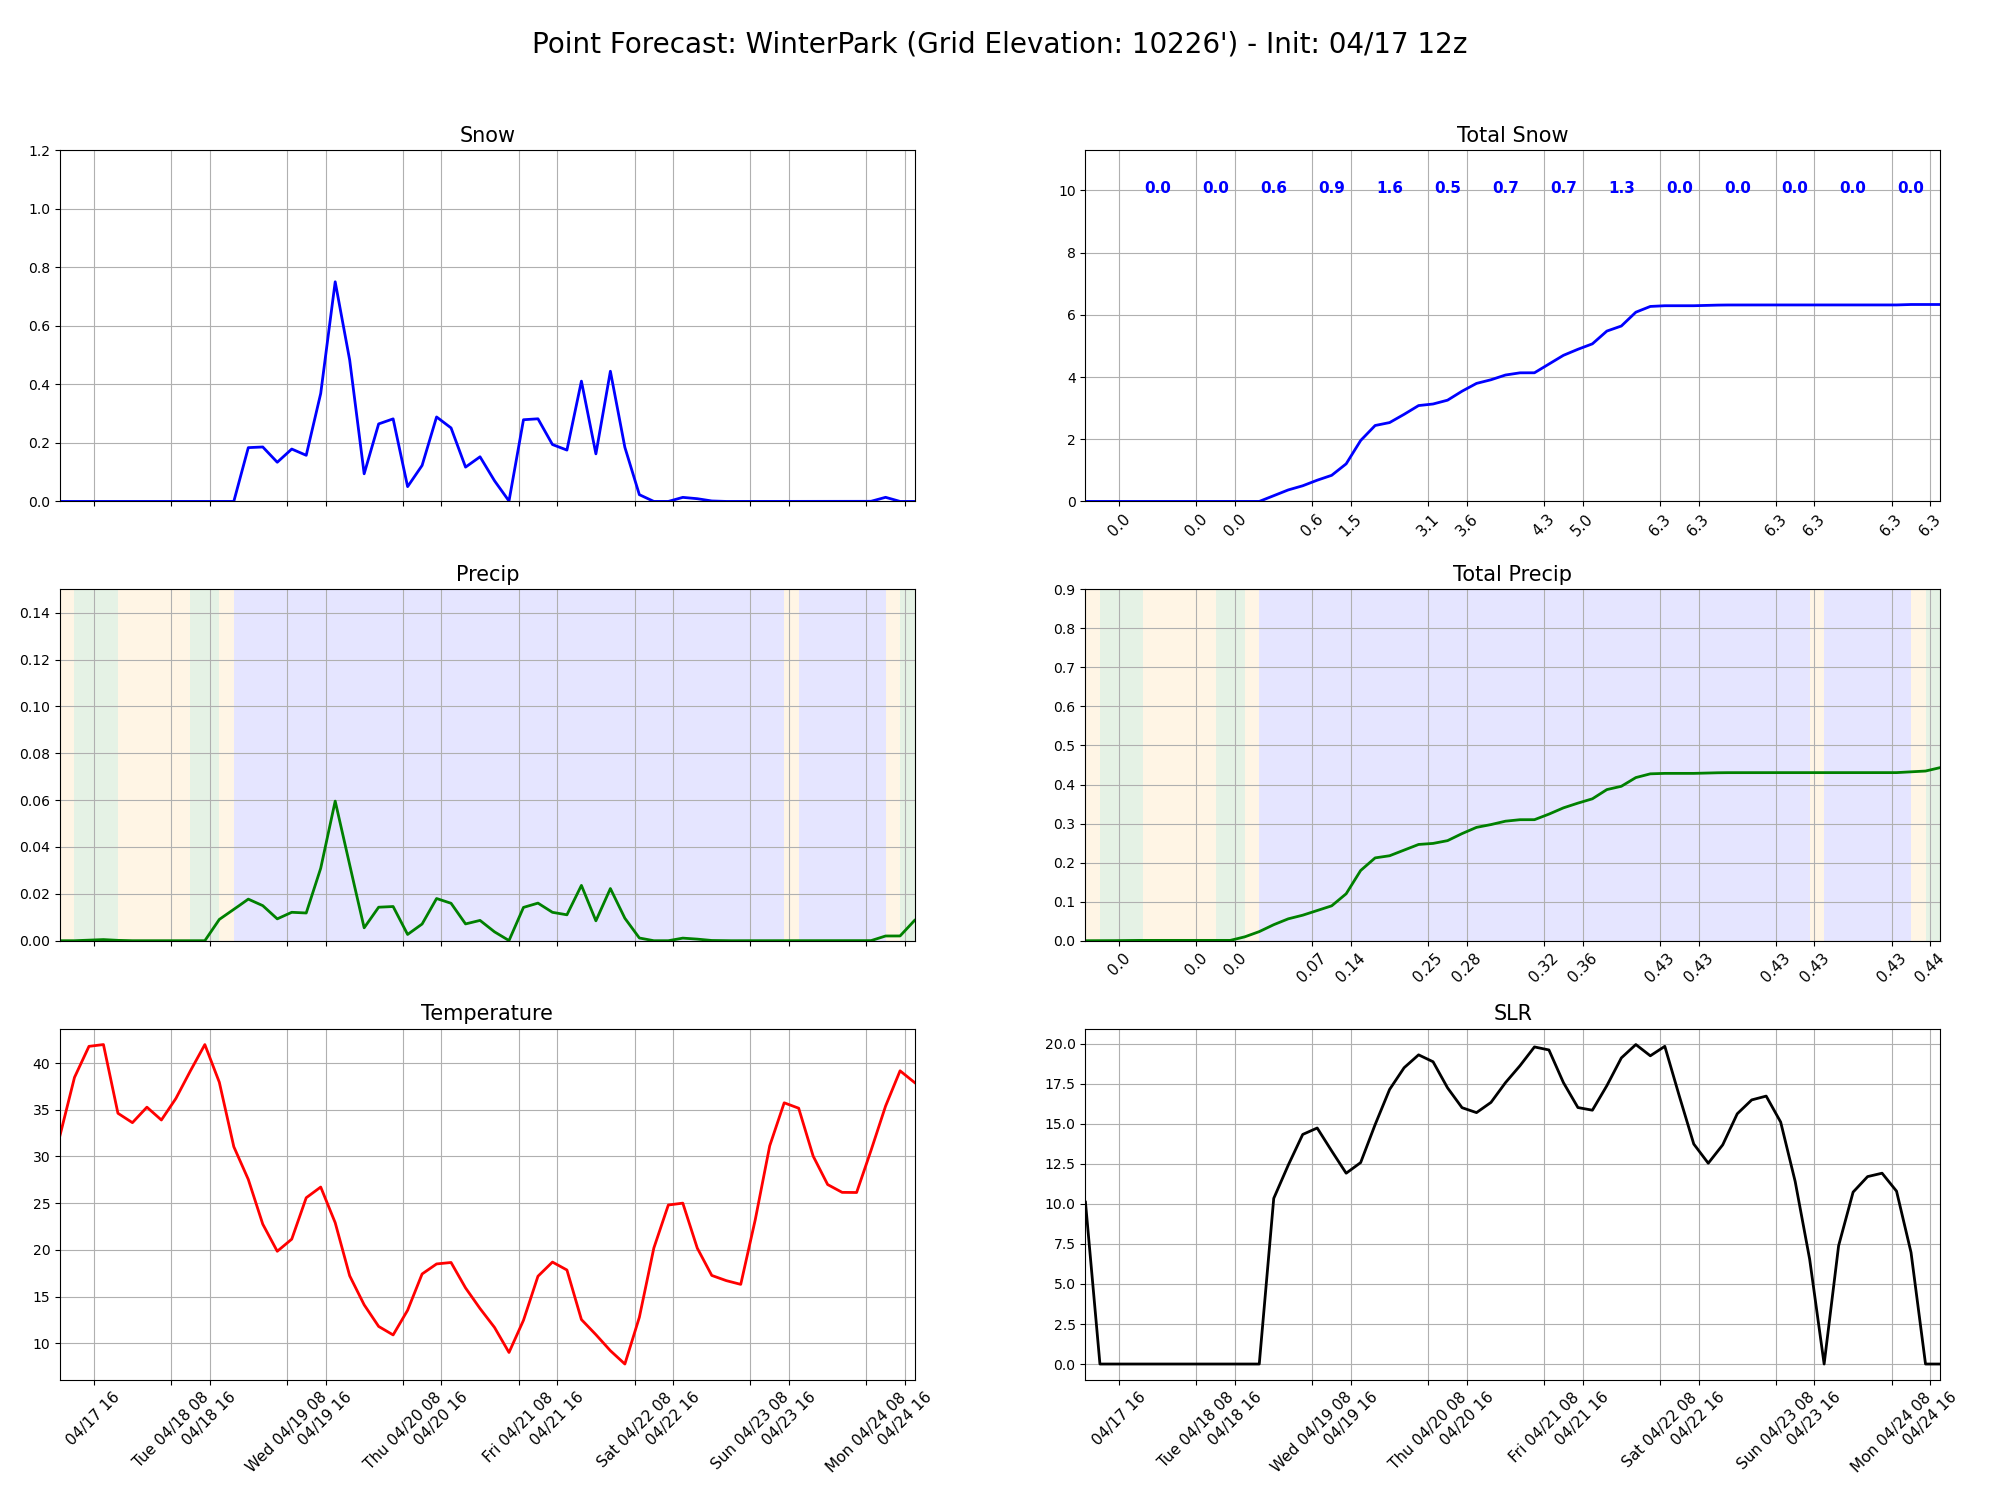 Point Forecast: WinterPark (Grid Elevation: 10226') - Init: 04/17 12z
Snow
1.2
1.0
0.8
0.6
0.4
0.2
0.0
Total Snow
0.0 0.0 0.6 0.9 1.6 0.5 0.7 0.7 1.3 0.0 0.0 0.0 0.0 0.0
10
8
6
4
2
0
0.0 0.0 0.0 0.6 1.5 3.1 3.6 4.3 5.0 6.3 6.3 6.3 6.3 6.3 6.3
Precip
0.14
0.12
0.10
0.08
0.06
0.04
0.02
0.00
Total Precip
0.9
0.8
0.7
0.6
0.5
0.4
0.3
0.2
0.1
0.0
0.0 0.0 0.0 0.07 0.14 0.25 0.28 0.32 0.36 0.43 0.43 0.43 0.43 0.43 0.44
Temperature
40
35
30
25
20
15
10
04/17 16
Tue 04/18 08
04/18 16
Wed 04/19 08
04/19 16
Thu 04/20 08
04/20 16
Fri 04/21 08
04/21 16
Sat 04/22 08
04/22 16
Sun 04/23 08
04/23 16
Mon 04/24 08
04/24 16
SLR
20.0
17.5
15.0
12.5
10.0
7.5
5.0
2.5
0.0
04/17 16
Tue 04/18 08
04/18 16
Wed 04/19 08
04/19 16
Thu 04/20 08
04/20 16
Fri 04/21 08
04/21 16
Sat 04/22 08
04/22 16
Sun 04/23 08
04/23 16
Mon 04/24 08
04/24 16